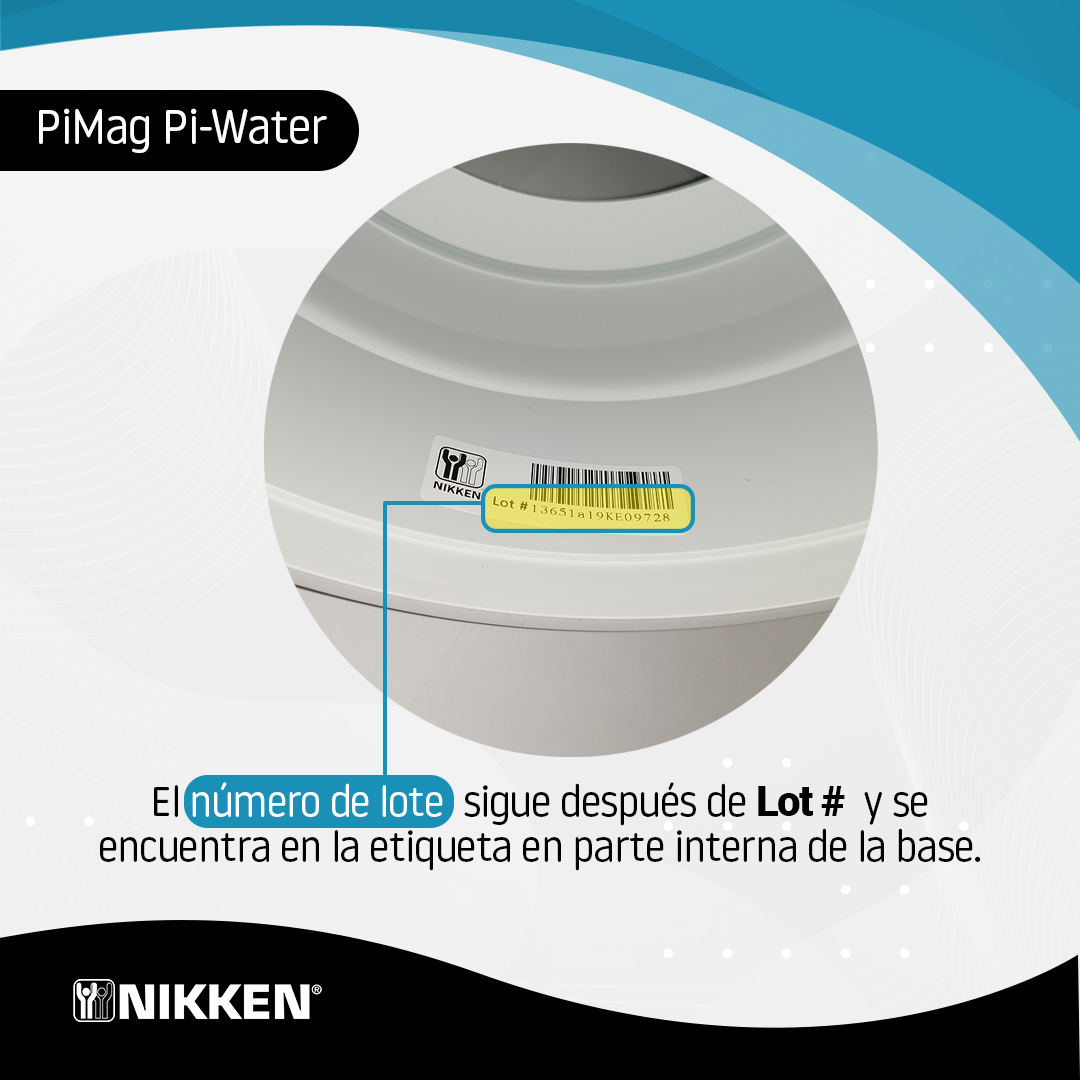 PiMag Pi-Water
NIKKEN
Lot # 13651a19KE09728
El número de lote sigue después de Lot # y se
encuentra en la etiqueta en parte interna de la base.
NIKKEN®